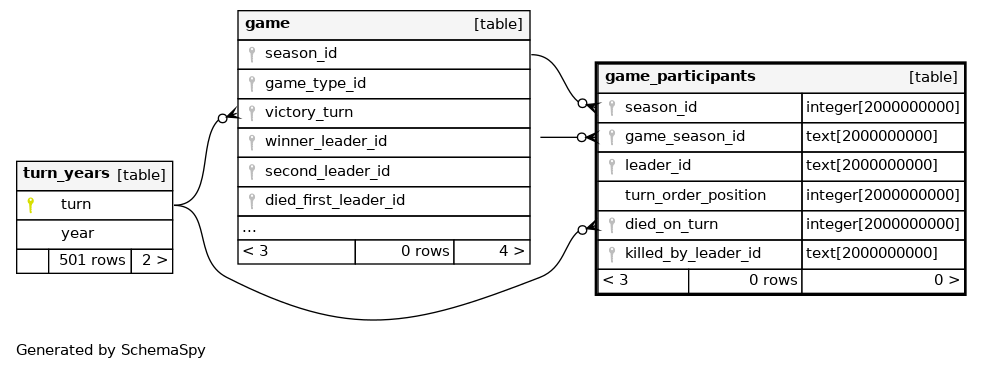 game [table]
season_id
game_type_id
victory_turn
winner_leader_id
second_leader_id
died_first_leader_id
...
< 3 0 rows 4 >
game_participants [table]
season_id integer[2000000000]
game_season_id text[2000000000]
leader_id text[2000000000]
turn_order_position integer[2000000000]
died_on_turn integer[2000000000]
killed_by_leader_id text[2000000000]
< 3 0 rows 0 >
turn_years [table]
turn
year
501 rows 2 >
Generated by SchemaSpy